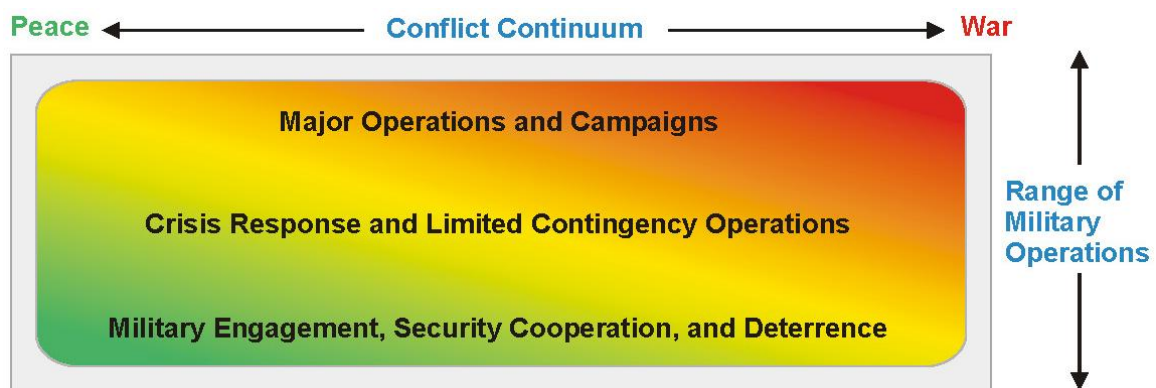 Peace Conflict Continuum War
Major Operations and Campaigns
Crisis Response and Limited Contingency Operations
Military Engagement, Security Cooperation, and Deterrence
Range of
Military
Operations